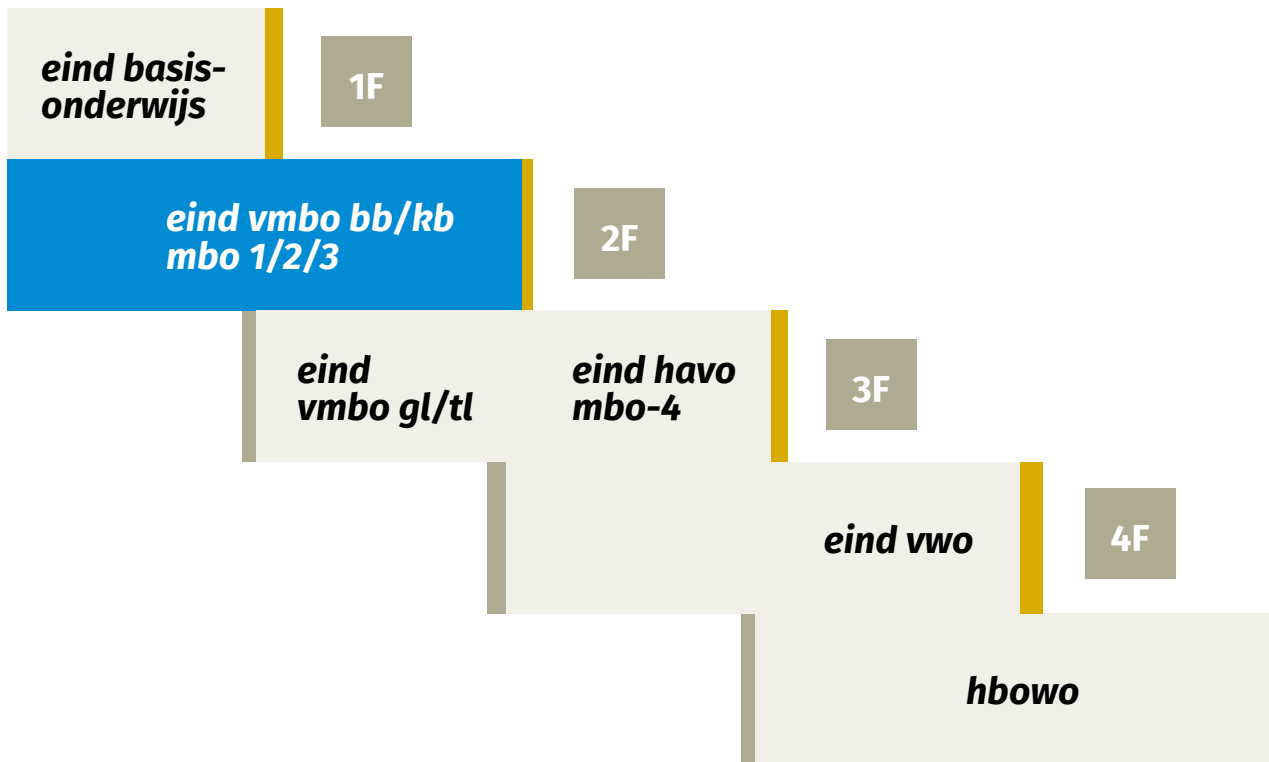 eind basis-
onderwijs
1F
eind vmbo bb/kb
mbo 1/2/3
2F
eind
vmbo gl/tl
eind havo
mbo-4
3F
eind vwo
4F
hbowo